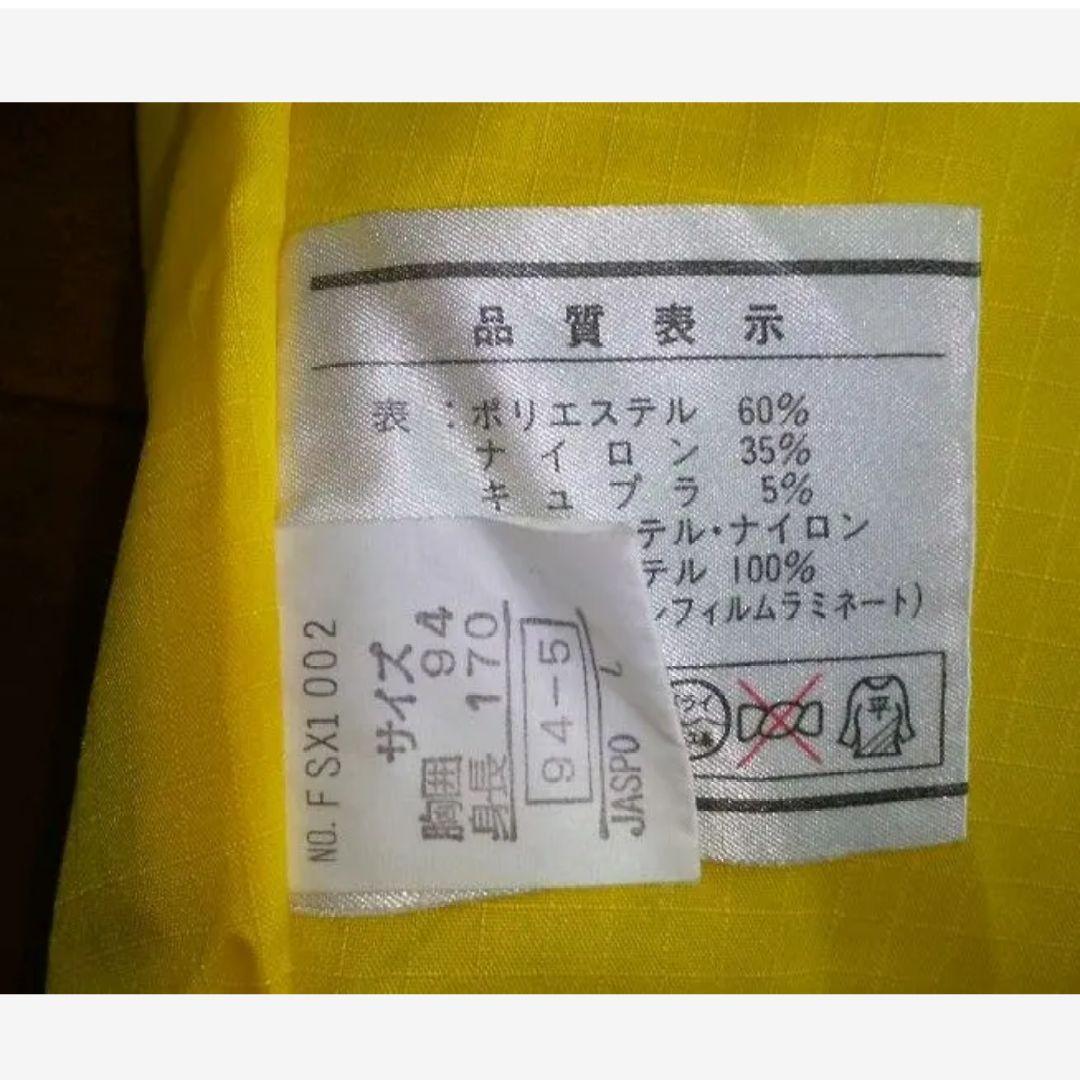 品質表示
表:ポリエステル 60%
ナイロン 35%
キュプラ 5%
テル・ナイロン
テル 100%
ンフィルムラミネート)
平
NO. FSX1002
サイズ
胸囲 94
身長 170
94-5
L
JASPO